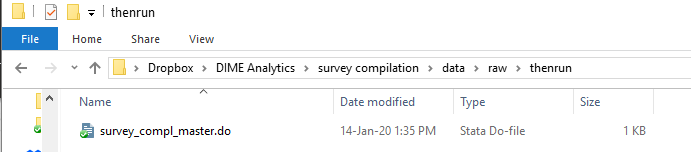 thenrun
File Home Share View
Dropbox > DIME Analytics > survey compilation > data > raw > thenrun
Name Date modified Type Size
survey_compl_master.do 14-Jan-20 1:35 PM Stata Do-file 1 KB